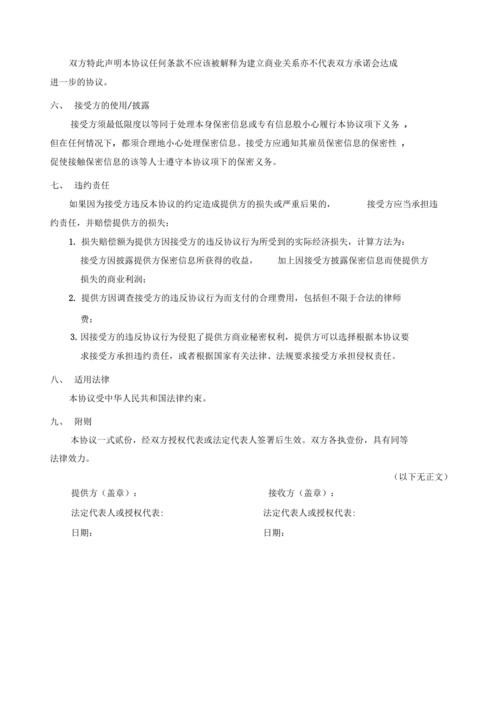 双方特此声明本协议任何条款不应该被解释为建立商业关系亦不代表双方承诺会达成
进一步的协议。
六、 接受方的使用/披露
接受方须最低限度以等同于处理本身保密信息或专有信息般小心履行本协议项下义务 ，
但在任何情况下，都须合理地小心处理保密信息。接受方应通知其雇员保密信息的保密性 ，
促使接触保密信息的该等人士遵守本协议项下的保密义务。
七、 违约责任
如果因为接受方违反本协议的约定造成提供方的损失或严重后果的， 接受方应当承担违
约责任，并赔偿提供方的损失：
1. 损失赔偿额为提供方因接受方的违反协议行为所受到的实际经济损失，计算方法为：
接受方因披露提供方保密信息所获得的收益， 加上因接受方披露保密信息而使提供方
损失的商业利润；
2. 提供方因调查接受方的违反协议行为而支付的合理费用，包括但不限于合法的律师
费；
3. 因接受方的违反协议行为侵犯了提供方商业秘密权利，提供方可以选择根据本协议要
求接受方承担违约责任，或者根据国家有关法律、法规要求接受方承担侵权责任。
八、 适用法律
本协议受中华人民共和国法律约束。
九、 附则
本协议一式贰份，经双方授权代表或法定代表人签署后生效。双方各执壹份，具有同等
法律效力。
（以下无正文）
提供方（盖章）： 接收方（盖章）：
法定代表人或授权代表： 法定代表人或授权代表：
日期： 日期：